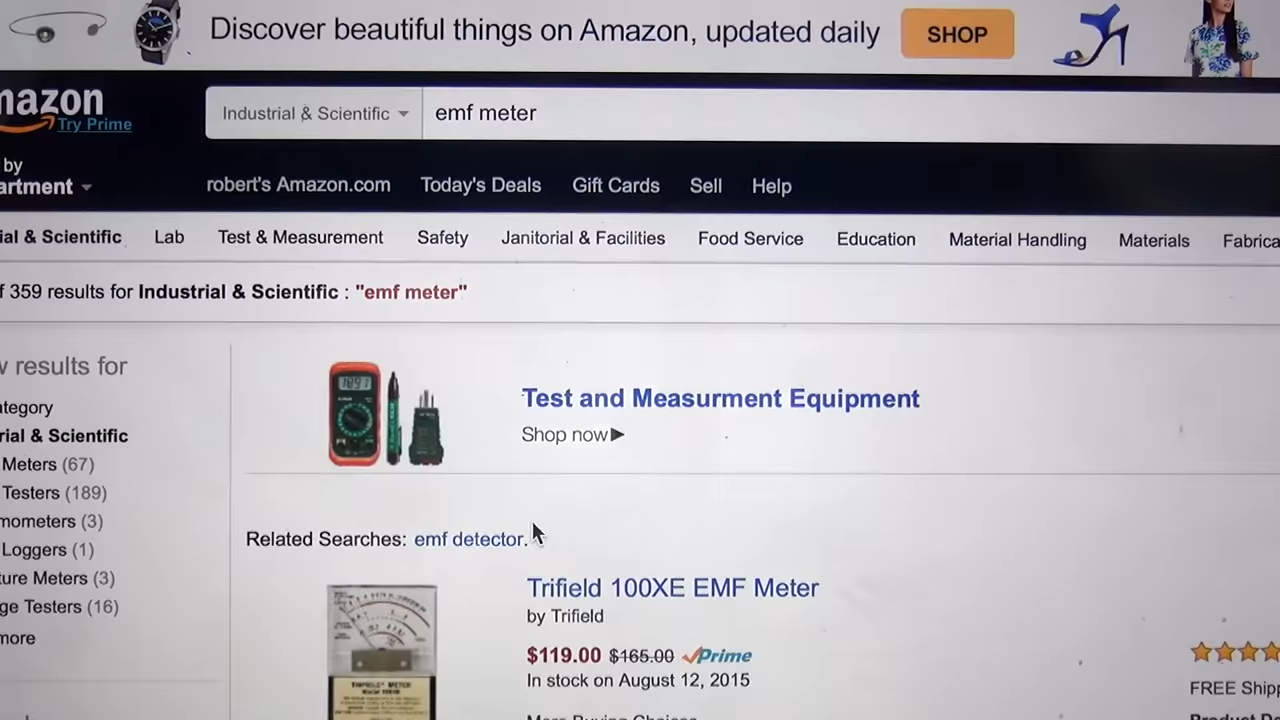 Discover beautiful things on Amazon, updated daily SHOP
mazon
Try Prime
Industrial & Scientific emf meter
by
artment
robert's Amazon.com Today's Deals Gift Cards Sell Help
ial & Scientific Lab Test & Measurement Safety Janitorial & Facilities Food Service Education Material Handling Materials Fabrica
f 359 results for Industrial & Scientific : "emf meter"
w results for
ategory
rial & Scientific
Meters (67)
Testers (189)
mometers (3)
Loggers (1)
ture Meters (3)
ge Testers (16)
more
1897
Test and Measurment Equipment
Shop now
Related Searches: emf detector.
Trifield 100XE EMF Meter
by Trifield
$119.00 $165.00 Prime
In stock on August 12, 2015
FREE Shipp
TRIFIELD METER